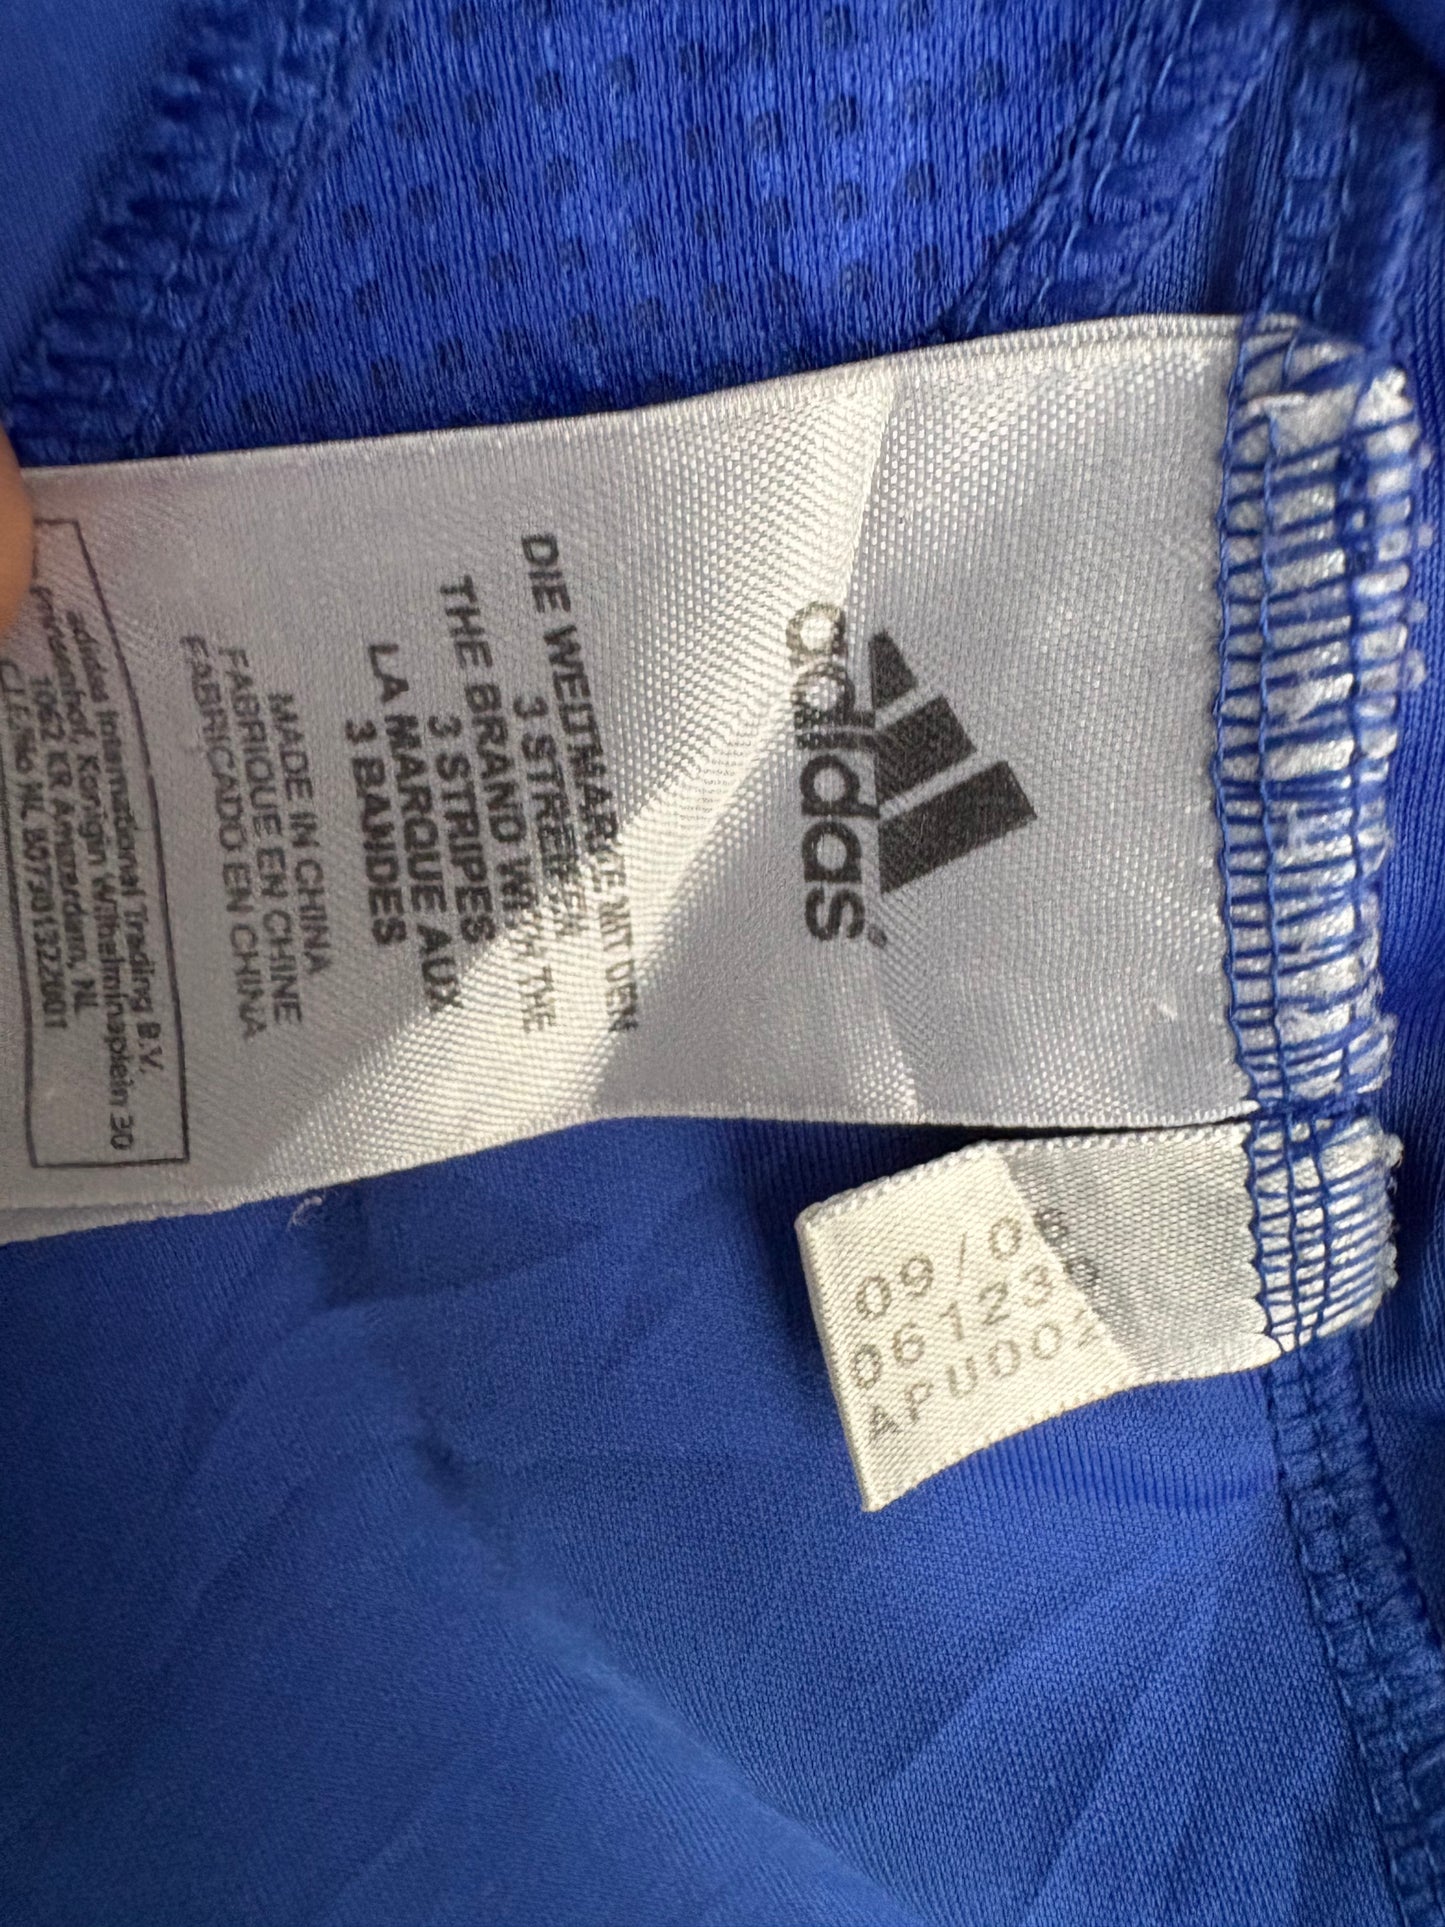 adidas
DIE WELTMARKE MIT DEN
3 STREIFEN
THE BRAND WITH THE
3 STRIPES
LA MARQUE AUX
3 BANDES
MADE IN CHINA
FABRIQUE EN CHINE
FABRICADO EN CHINA
adidas International Trading B.V.
Koningin Wilhelminaplein 30
1062 KR Amsterdam, NL
09/06
06123
APU002